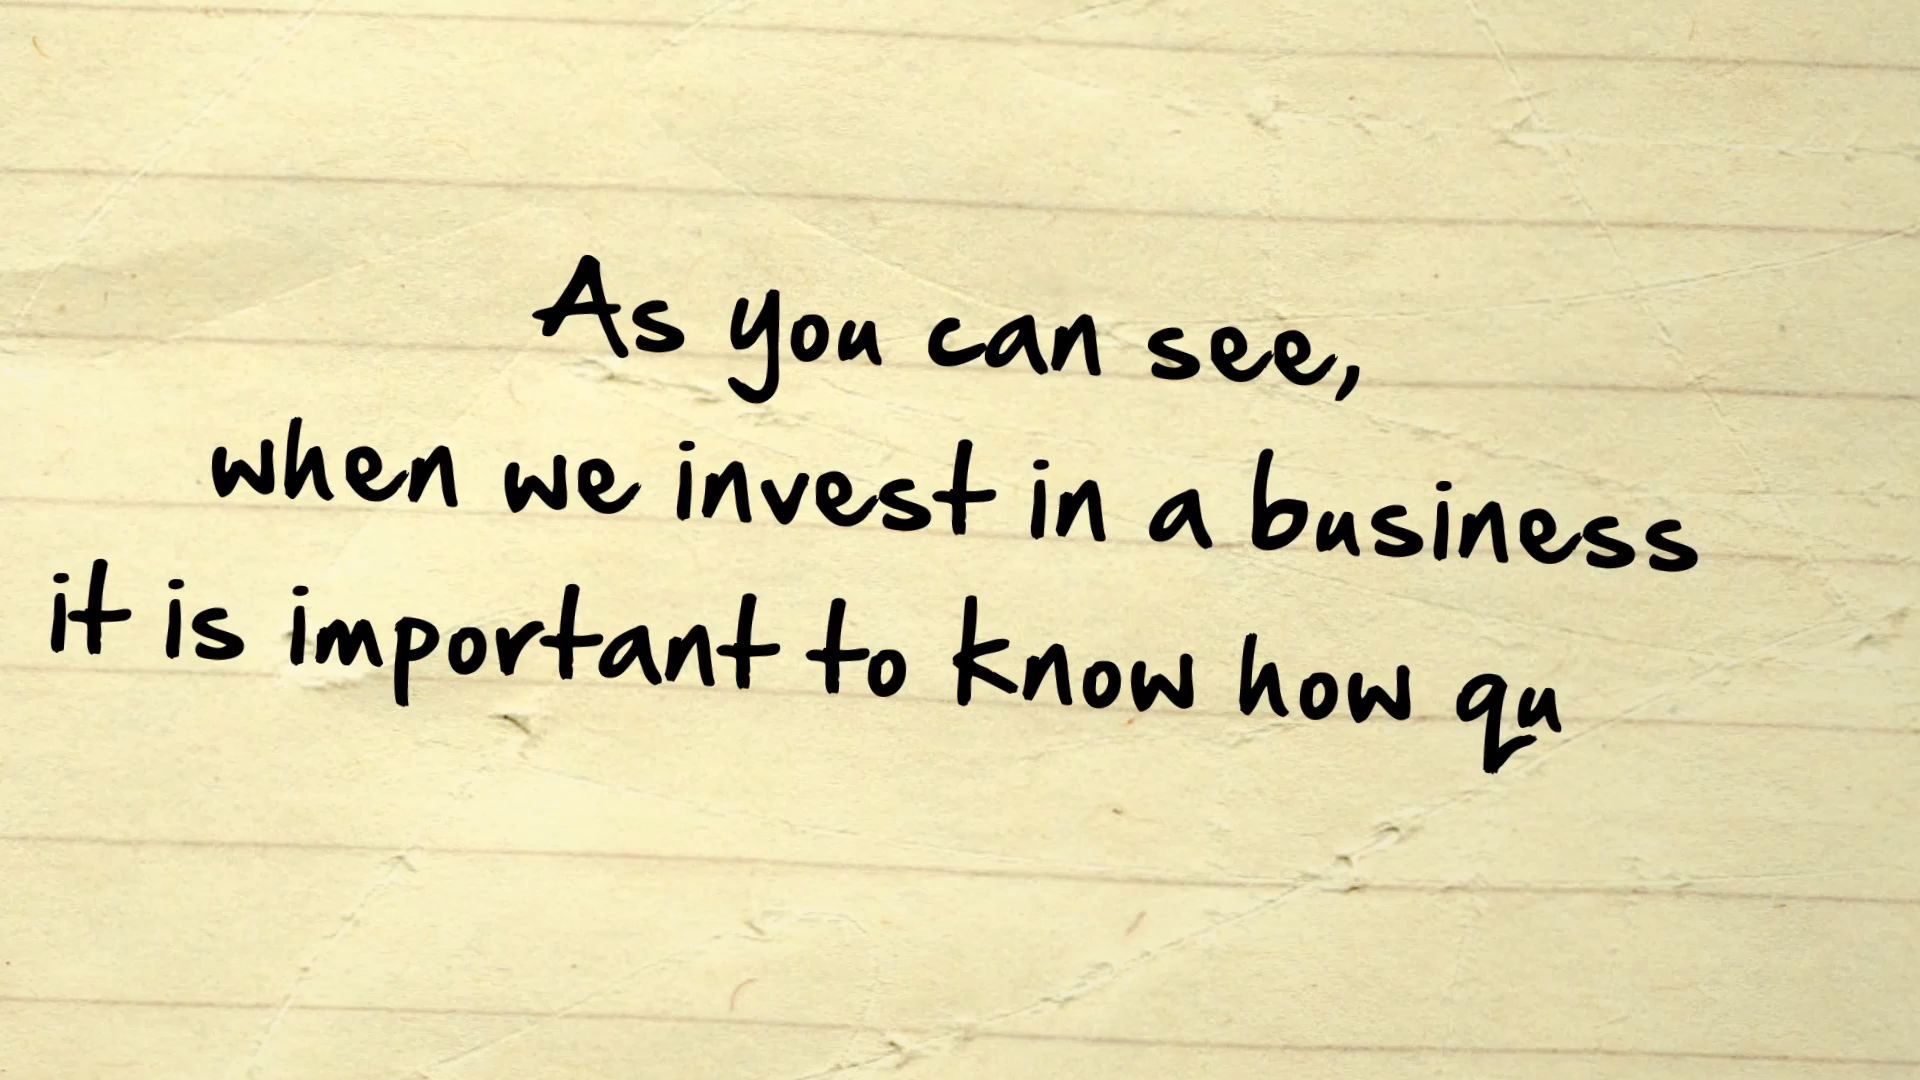 As you can see,
when we invest in a business
it is important to know how qu